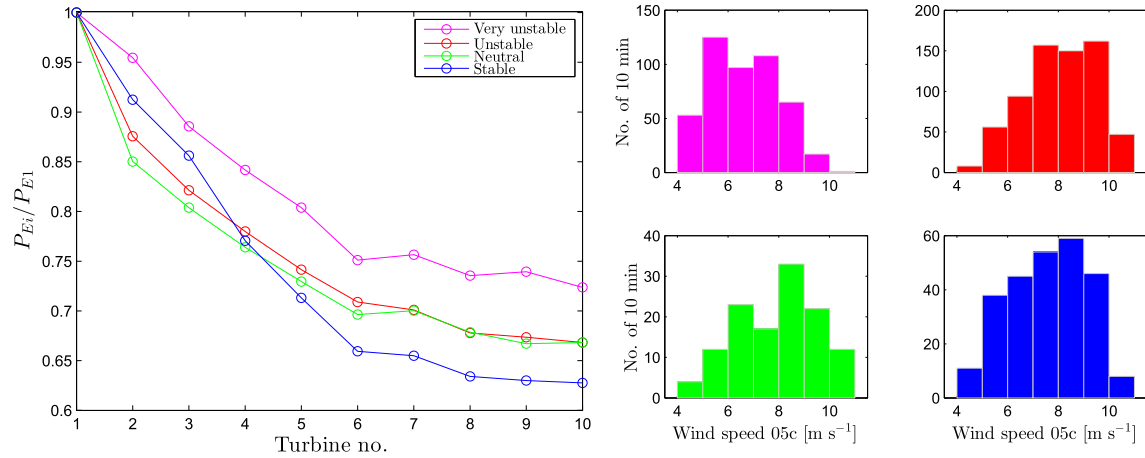 1
0.95
0.9
0.85
0.8
0.75
0.7
0.65
0.6
P_{Ei}/P_{E1}
1 2 3 4 5 6 7 8 9 10
Turbine no.
Very unstable
Unstable
Neutral
Stable
150
100
50
0
No. of 10 min
4 6 8 10
200
150
100
50
0
4 6 8 10
40
30
20
10
0
No. of 10 min
4 6 8 10
Wind speed 05c [m s⁻¹]
60
40
20
0
4 6 8 10
Wind speed 05c [m s⁻¹]